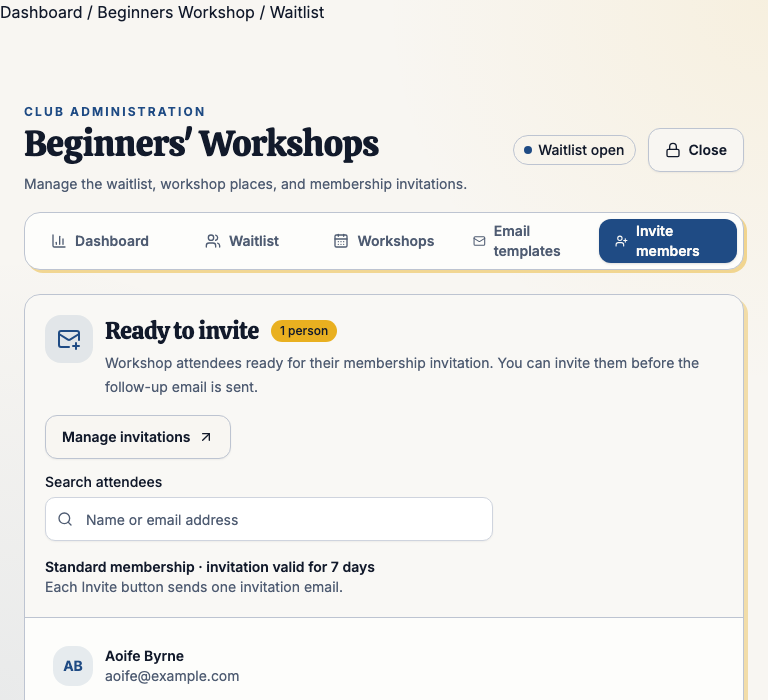 Dashboard / Beginners Workshop / Waitlist
CLUB ADMINISTRATION
Beginners' Workshops
Manage the waitlist, workshop places, and membership invitations.
Waitlist open
Close
Dashboard
Waitlist
Workshops
Email
templates
Invite
members
Ready to invite
1 person
Workshop attendees ready for their membership invitation. You can invite them before the
follow-up email is sent.
Manage invitations
Search attendees
Name or email address
Standard membership · invitation valid for 7 days
Each Invite button sends one invitation email.
AB
Aoife Byrne
aoife@example.com